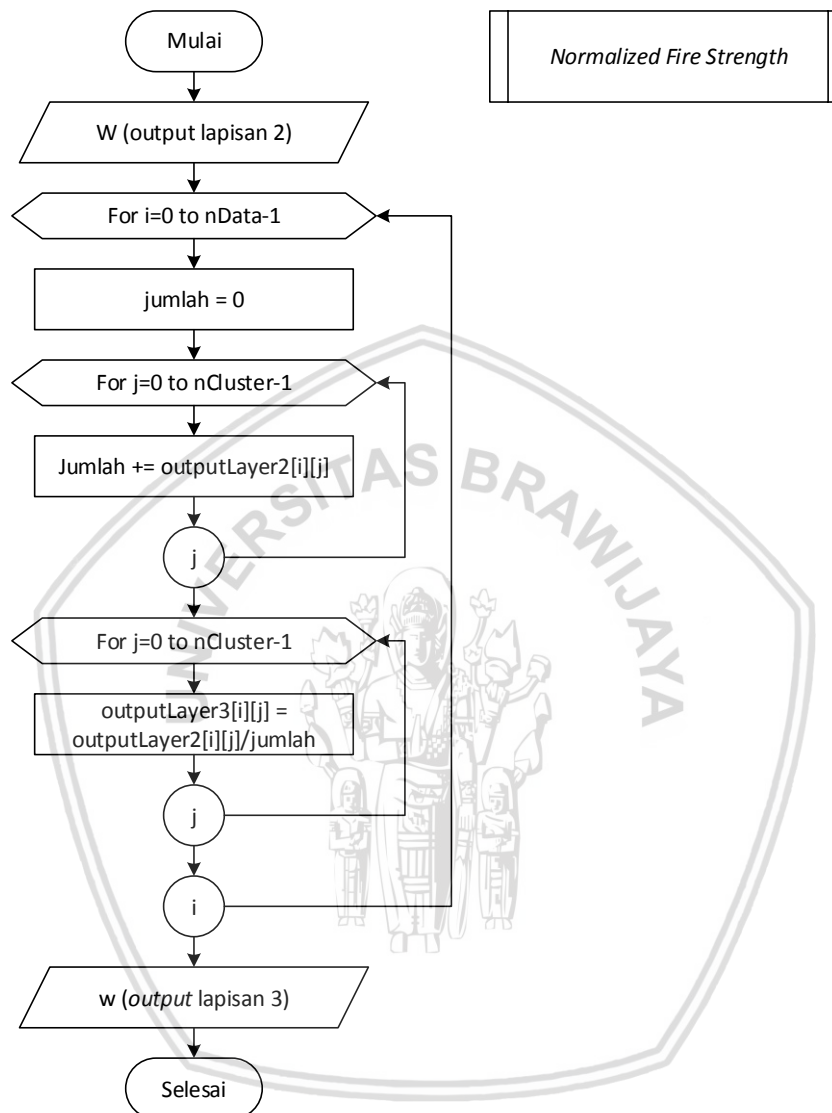 Mulai
Normalized Fire Strength
W (output lapisan 2)
For i=0 to nData-1
jumlah = 0
For j=0 to nCluster-1
Jumlah += outputLayer2[i][j]
j
For j=0 to nCluster-1
outputLayer3[i][j] =
outputLayer2[i][j]/jumlah
j
i
w (output lapisan 3)
Selesai
UNIVERSITAS BRAWIJAYA